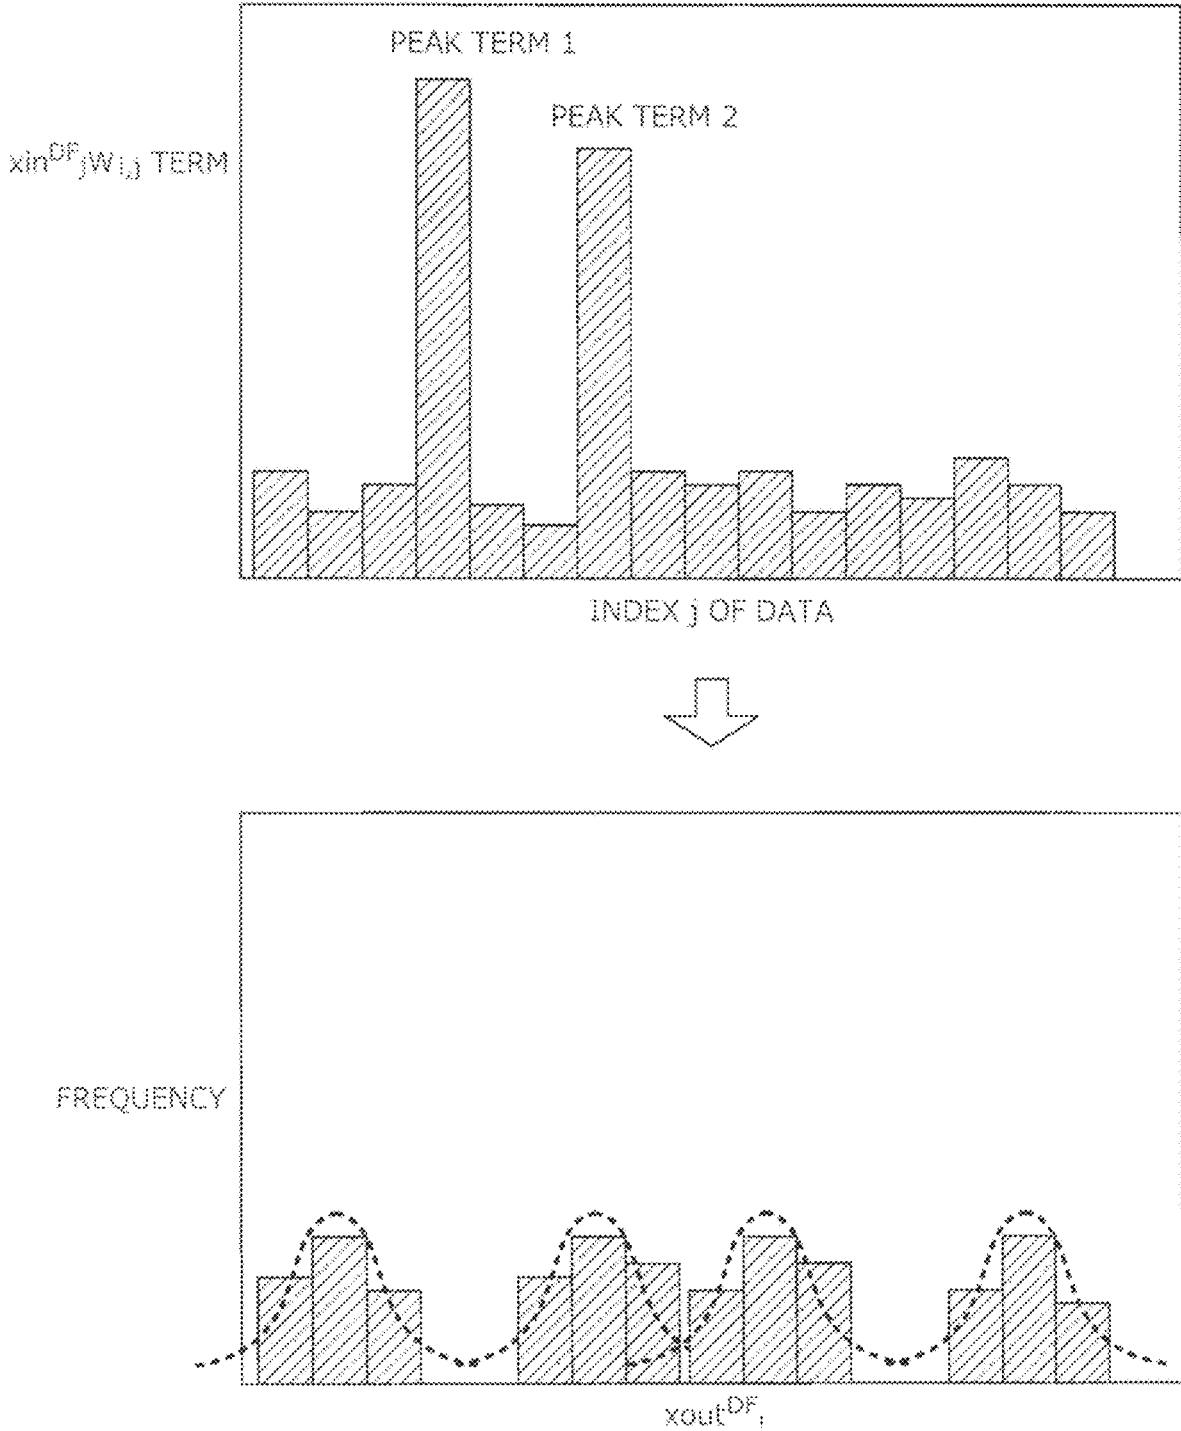 PEAK TERM 1
PEAK TERM 2
xin^DF_jW_i,j TERM
INDEX j OF DATA
FREQUENCY
xout^DF_i